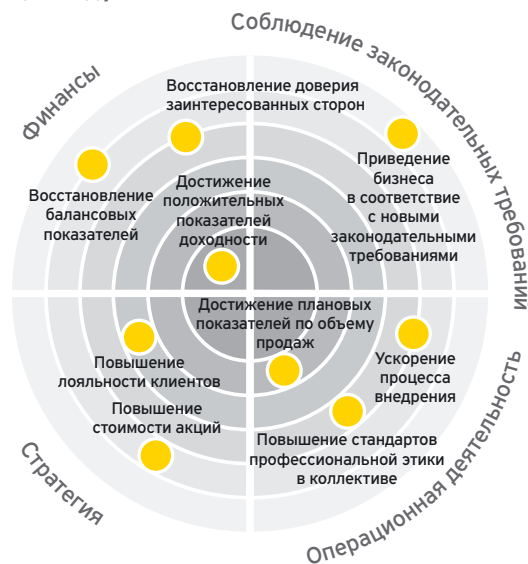 Финансы
Соблюдение законодательных требований
Восстановление доверия
заинтересованных сторон
Восстановление
балансовых
показателей
Достижение
положительных
показателей
доходности
Приведение
бизнеса
в соответствие
с новыми
законодательными
требованиями
Достижение плановых
показателей по объему
продаж
Повышение
лояльности клиентов
Повышение
стоимости акций
Ускорение
процесса
внедрения
Повышение стандартов
профессиональной этики
в коллективе
Стратегия
Операционная деятельность